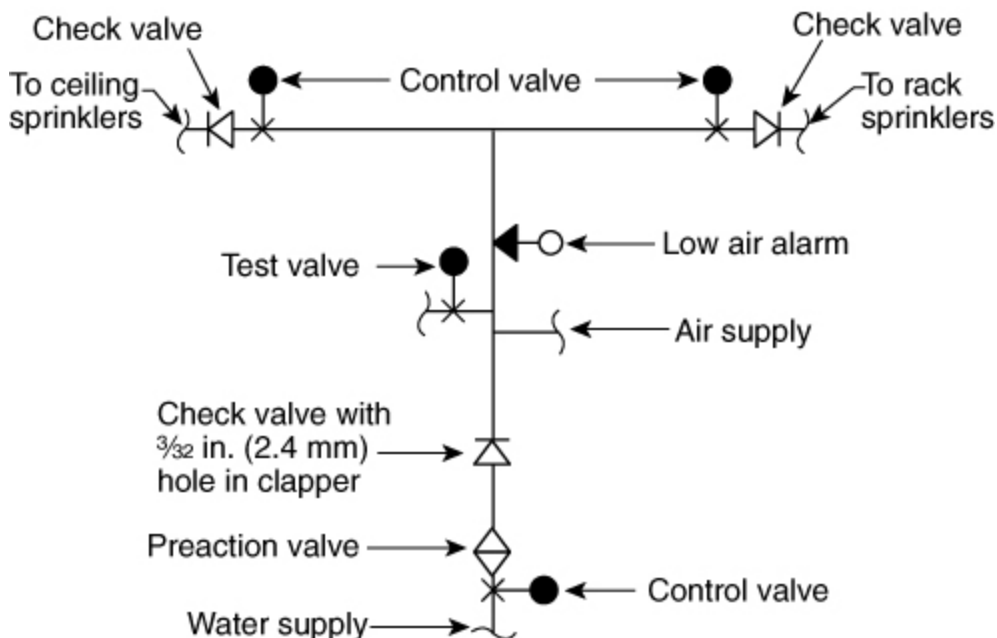 Check valve
Check valve
To ceiling
sprinklers
Control valve
To rack
sprinklers
Low air alarm
Test valve
Air supply
Check valve with
3/32 in. (2.4 mm)
hole in clapper
Preaction valve
Control valve
Water supply